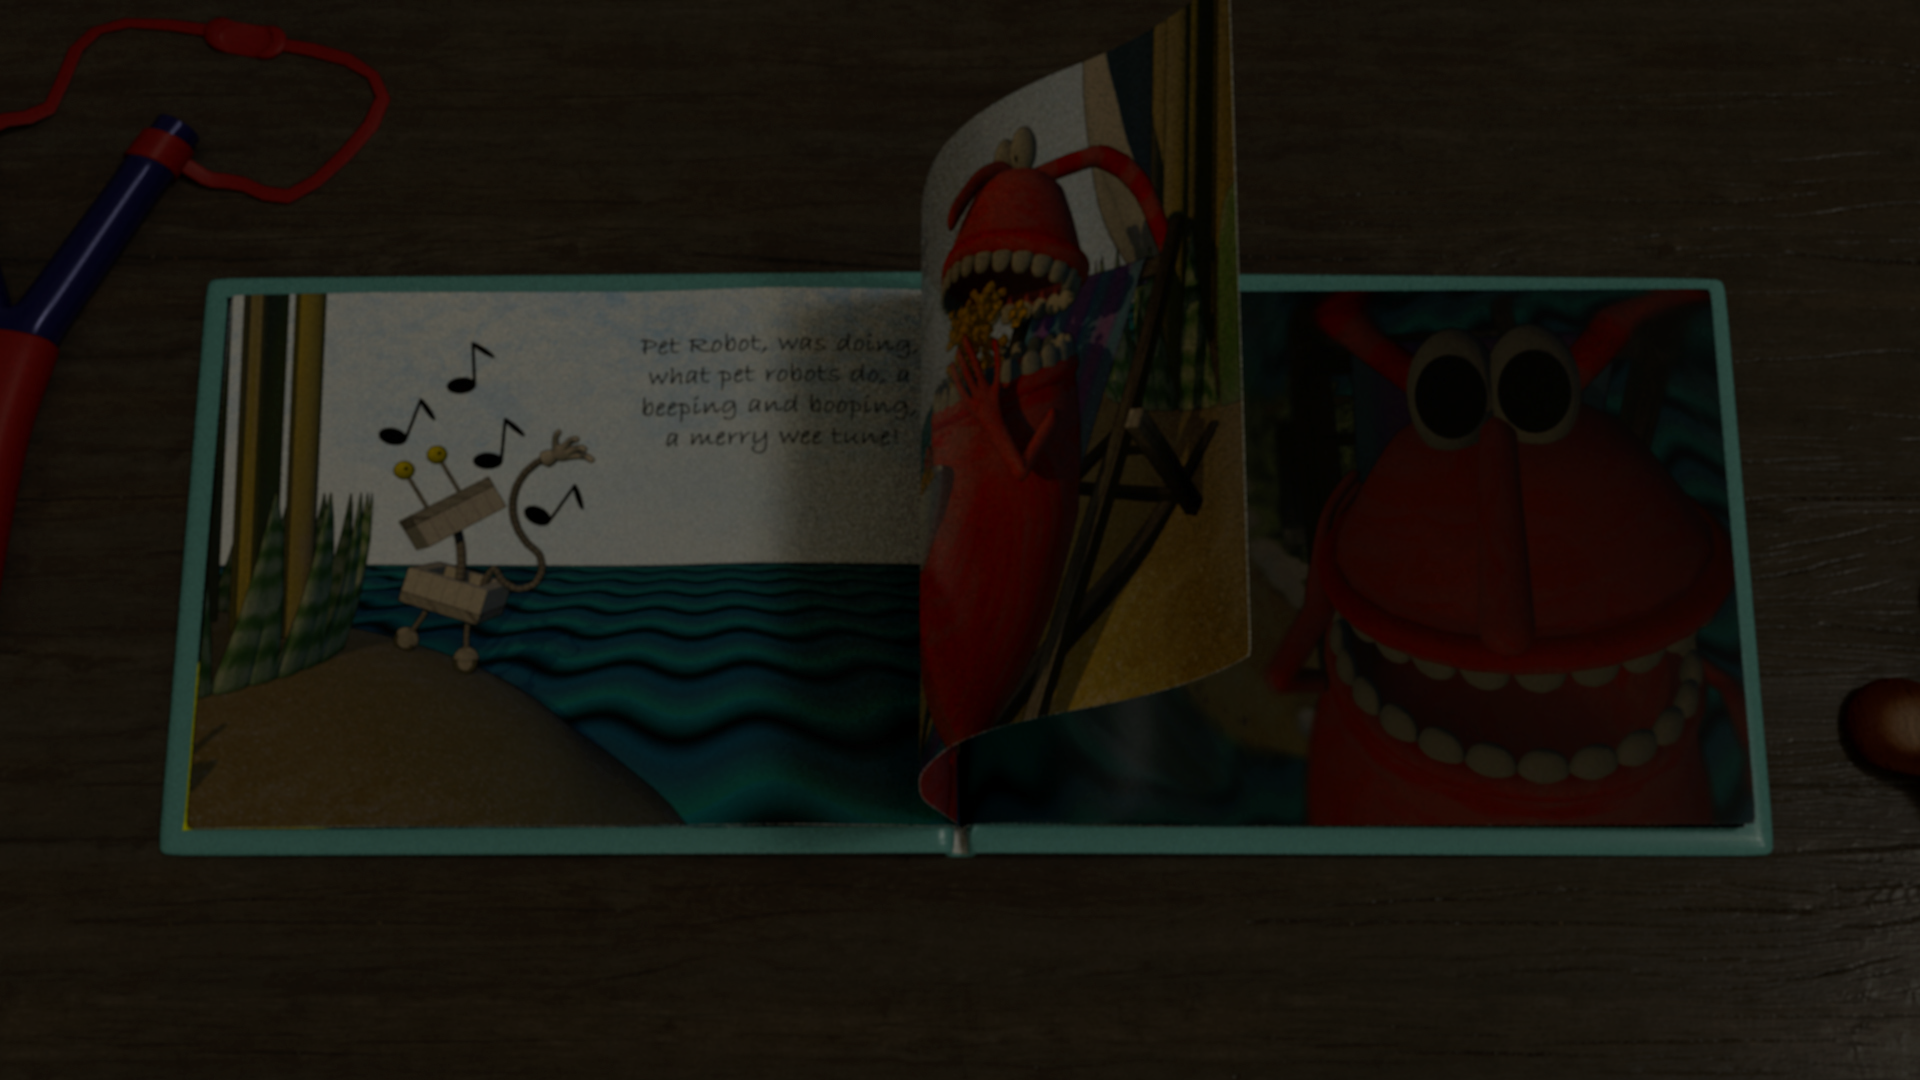 Pet Robot, was doing,
what pet robots do, a
beeping and booping,
a merry wee tune!